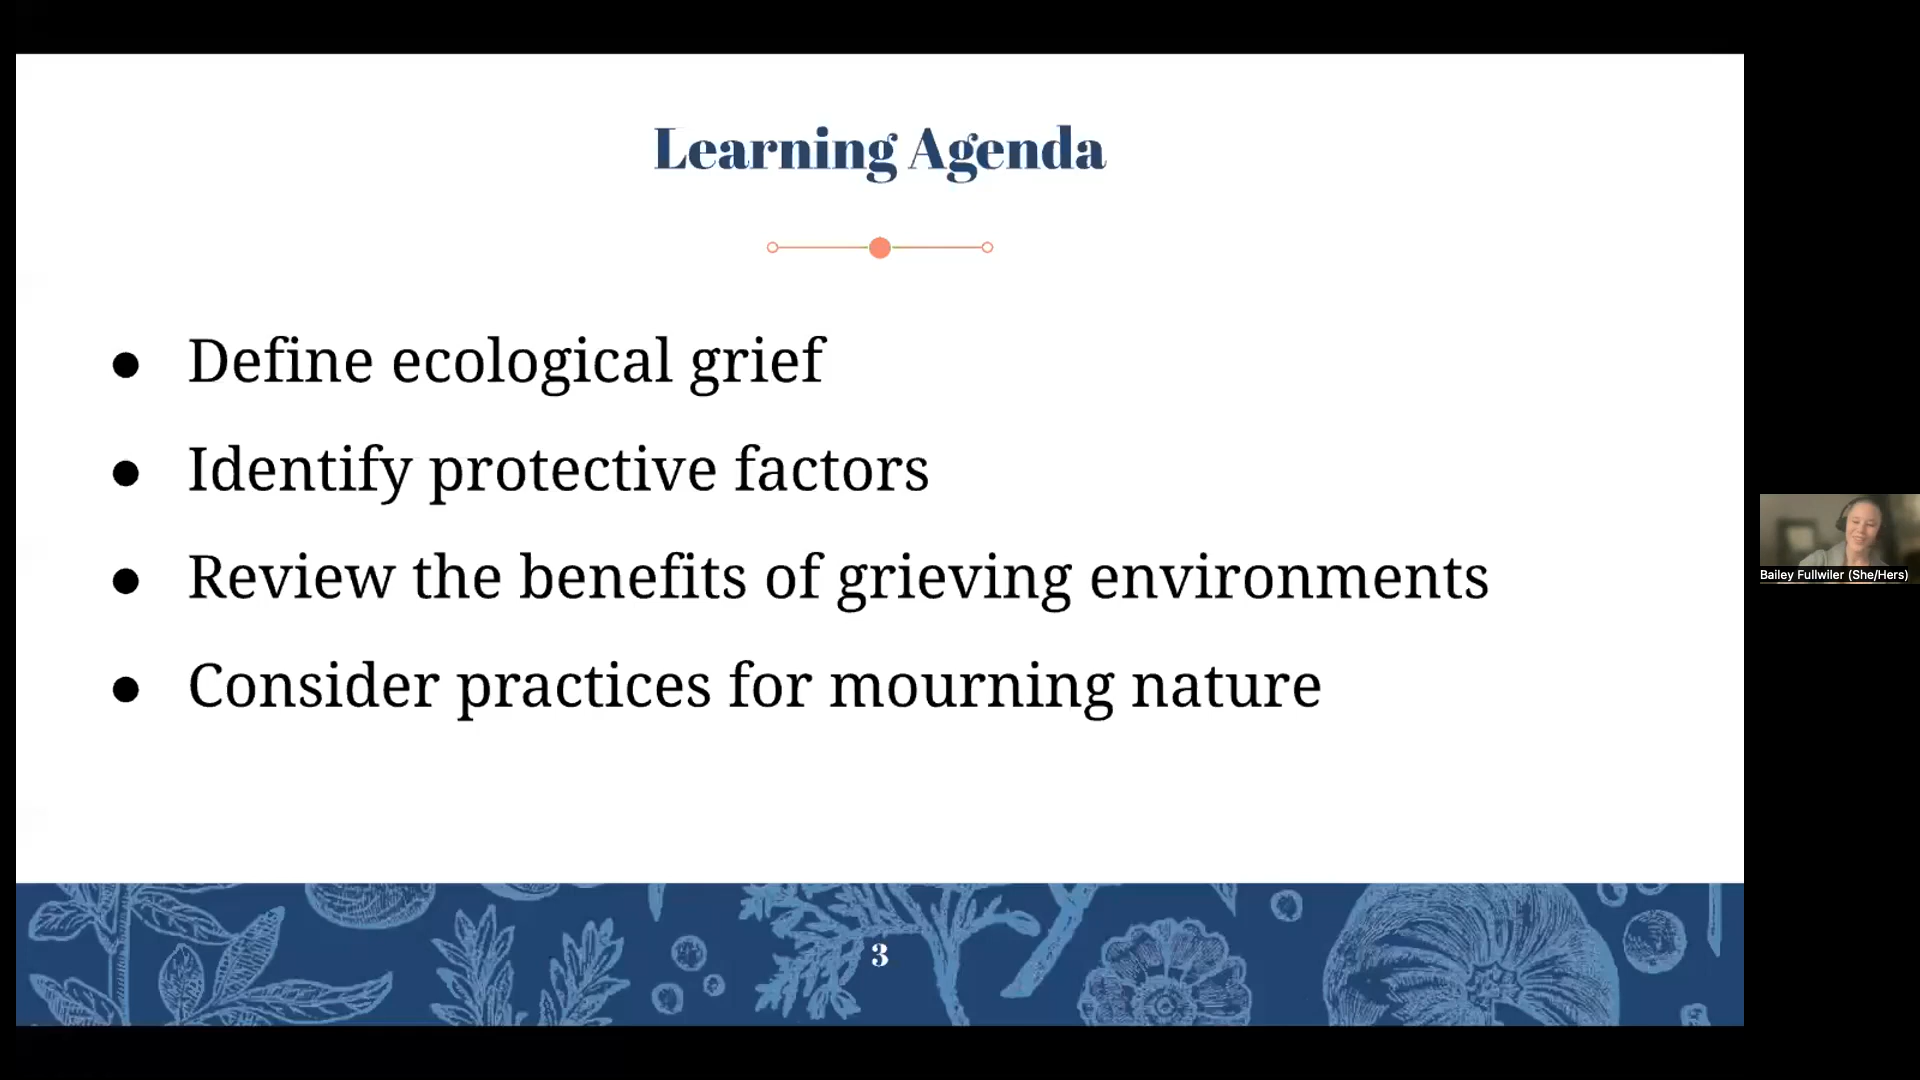 Learning Agenda
● Define ecological grief
● Identify protective factors
● Review the benefits of grieving environments
● Consider practices for mourning nature
3
Bailey Fullwiler (She/Hers)